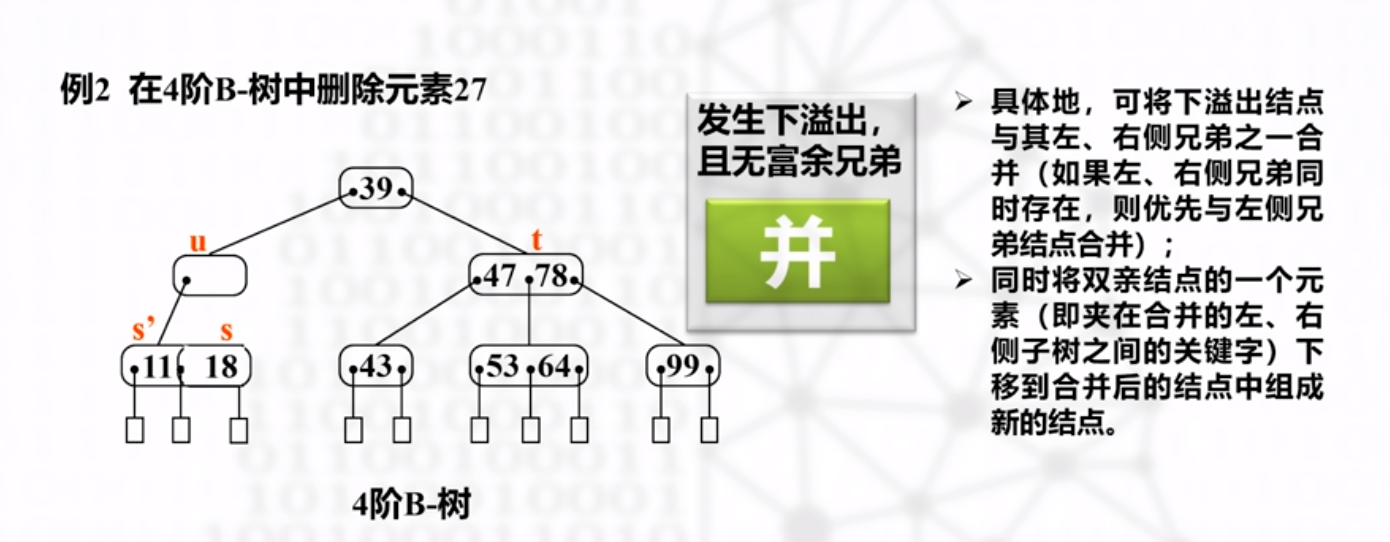 例2 在4阶B-树中删除元素27
39
u
t
47 78
s’
s
11 18
43
53 64
99
4阶B-树
发生下溢出，
且无富余兄弟
并
具体地，可将下溢出结点
与其左、右侧兄弟之一合
并（如果左、右侧兄弟同
时存在，则优先与左侧兄
弟结点合并）；
同时将双亲结点的一个元
素（即夹在合并的左、右
侧子树之间的关键字）下
移到合并后的结点中组成
新的结点。